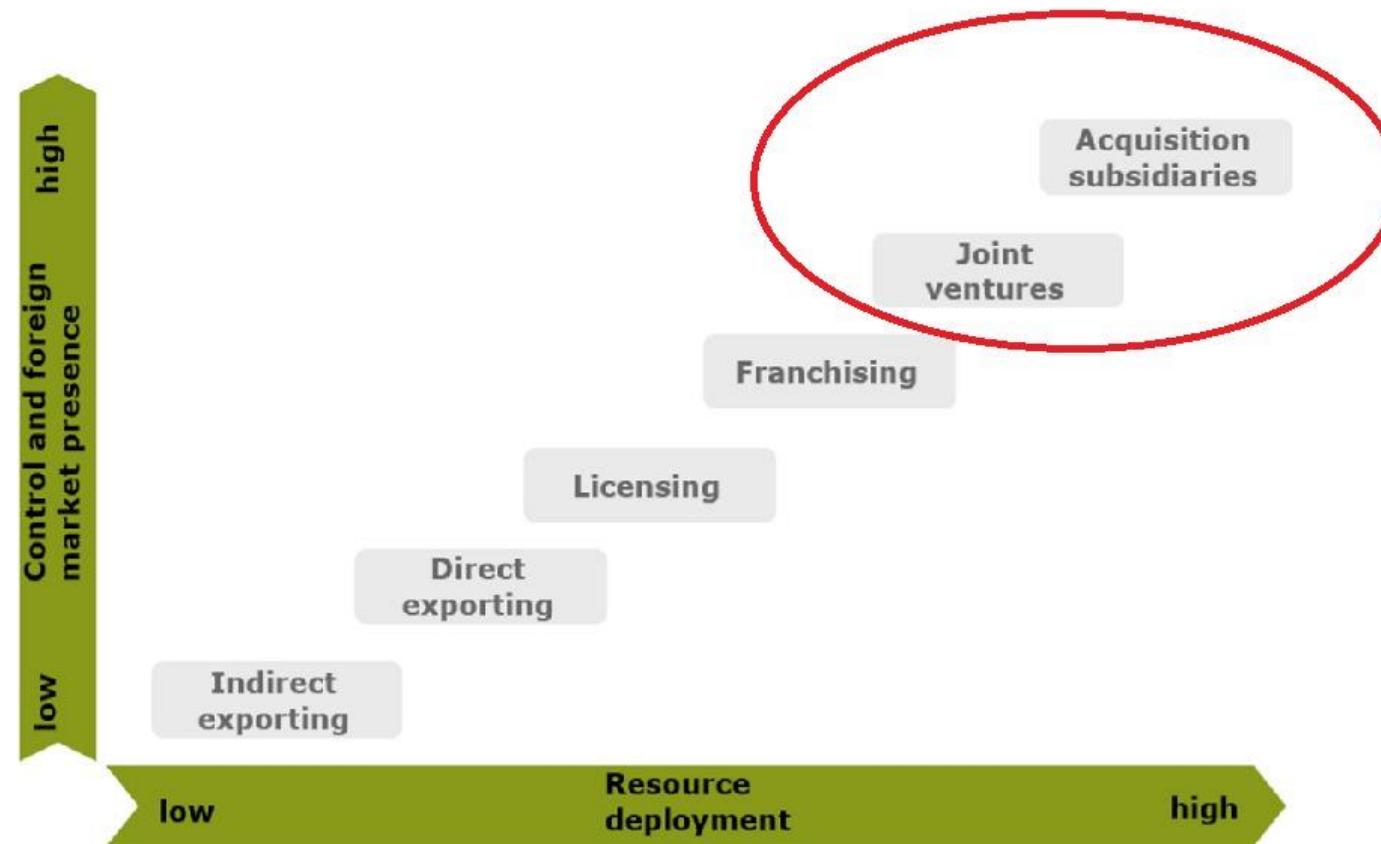 high
Control and foreign
market presence
low
Acquisition
subsidiaries
Joint
ventures
Franchising
Licensing
Direct
exporting
Indirect
exporting
low
Resource
deployment
high